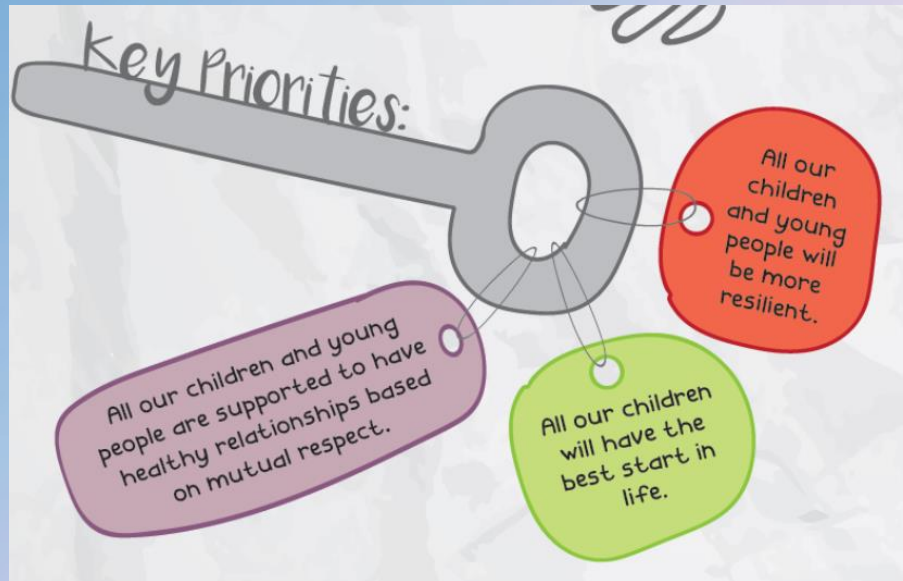 Key Priorities:
All our
children
and young
people will
be more
resilient.
All our children and young
people are supported to have
healthy relationships based
on mutual respect.
All our children
will have the
best start in
life.